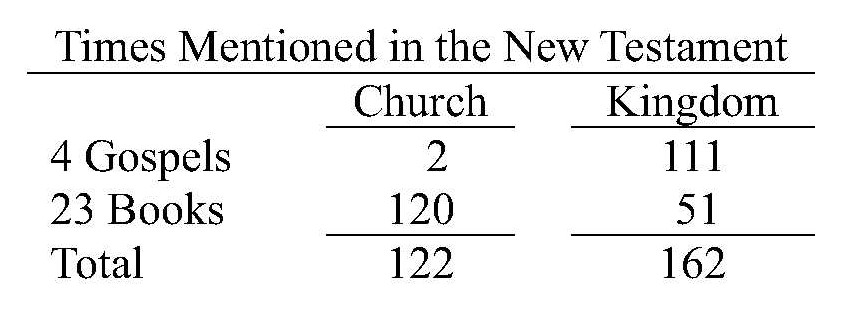 Times Mentioned in the New Testament
Church Kingdom
4 Gospels 2 111
23 Books 120 51
Total 122 162